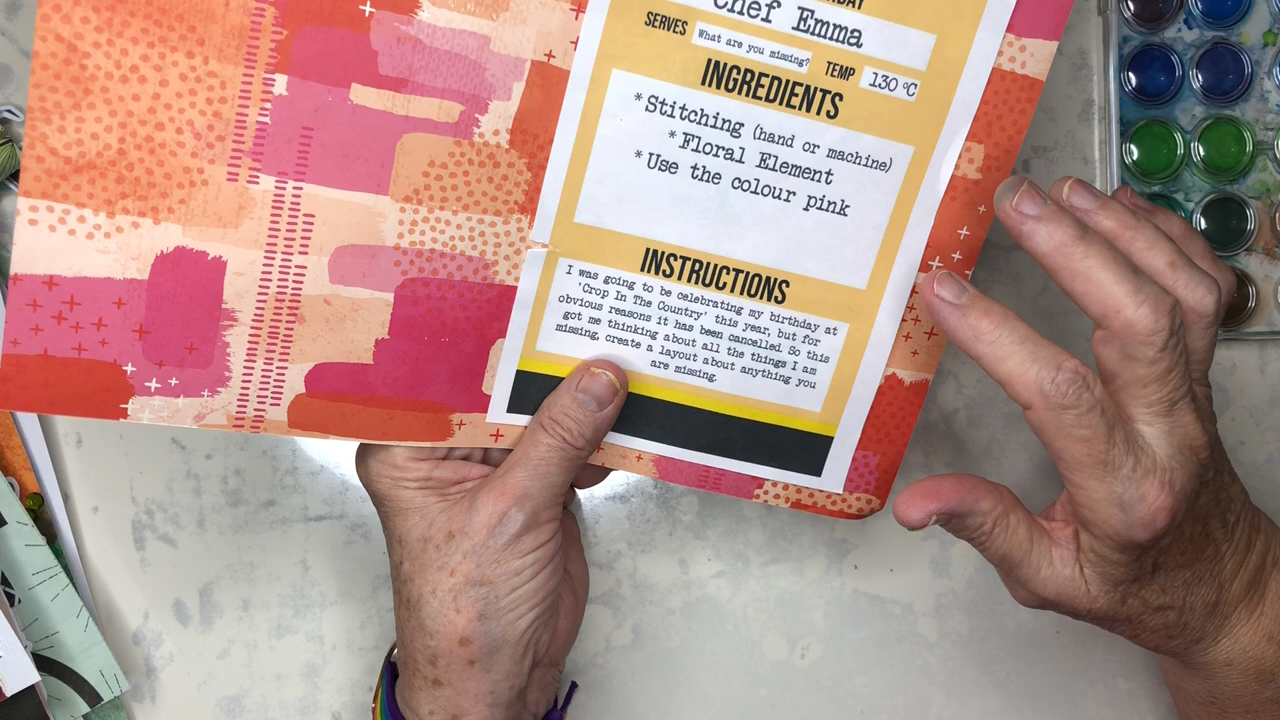 Chef Emma
SERVES What are you missing? TEMP 130 °C
INGREDIENTS
* Stitching (hand or machine)
* Floral Element
* Use the colour pink
INSTRUCTIONS
I was going to be celebrating my birthday at
'Crop In The Country' this year, but for
obvious reasons it has been cancelled. So this
got me thinking about all the things I am
missing, create a layout about anything you
are missing.